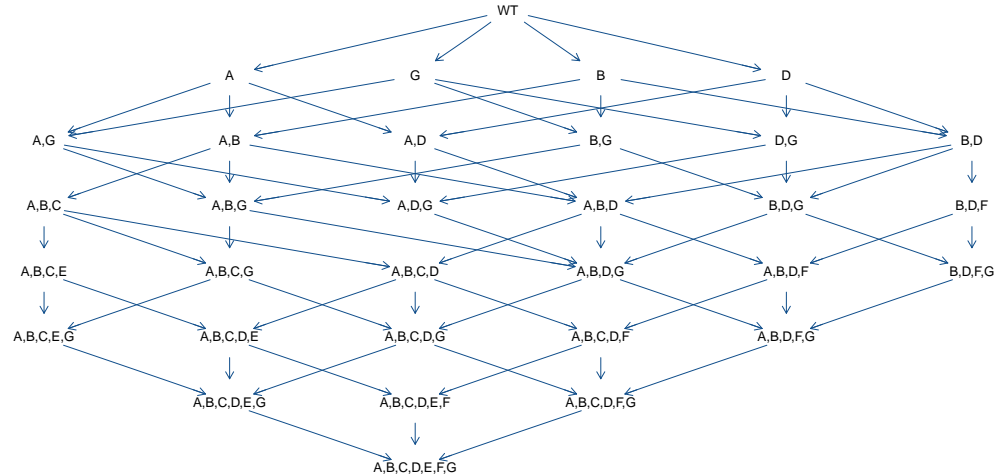 WT
A G B D
A,G A,B A,D B,G D,G B,D
A,B,C A,B,G A,D,G A,B,D B,D,G B,D,F
A,B,C,E A,B,C,G A,B,C,D A,B,D,G A,B,D,F B,D,F,G
A,B,C,E,G A,B,C,D,E A,B,C,D,G A,B,C,D,F A,B,D,F,G
A,B,C,D,E,G A,B,C,D,E,F A,B,C,D,F,G
A,B,C,D,E,F,G